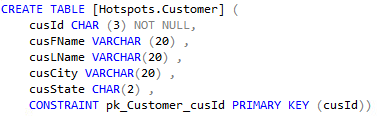 CREATE TABLE [Hotspots.Customer] (
cusId CHAR (3) NOT NULL,
cusFName VARCHAR (20) ,
cusLName VARCHAR(20) ,
cusCity VARCHAR(20) ,
cusState CHAR(2) ,
CONSTRAINT pk_Customer_cusId PRIMARY KEY (cusId))